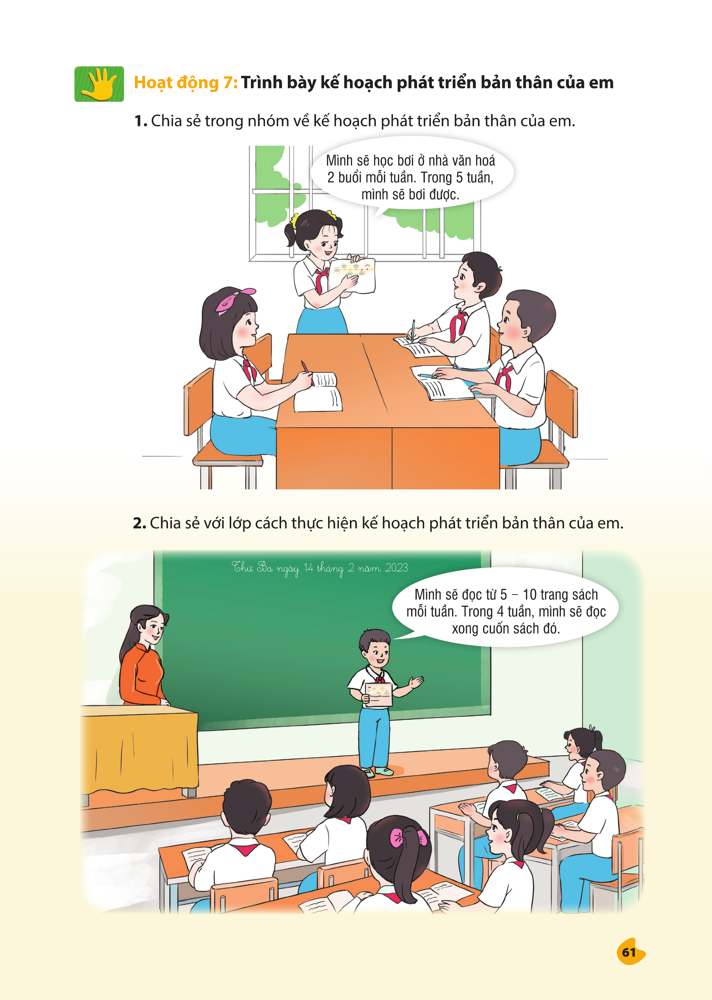 Hoạt động 7: Trình bày kế hoạch phát triển bản thân của em
1. Chia sẻ trong nhóm về kế hoạch phát triển bản thân của em.
Mình sẽ học bơi ở nhà văn hoá
2 buổi mỗi tuần. Trong 5 tuần,
mình sẽ bơi được.
2. Chia sẻ với lớp cách thực hiện kế hoạch phát triển bản thân của em.
Thứ Ba ngày 14 tháng 2 năm 2023
Mình sẽ đọc từ 5 – 10 trang sách
mỗi tuần. Trong 4 tuần, mình sẽ đọc
xong cuốn sách đó.
61